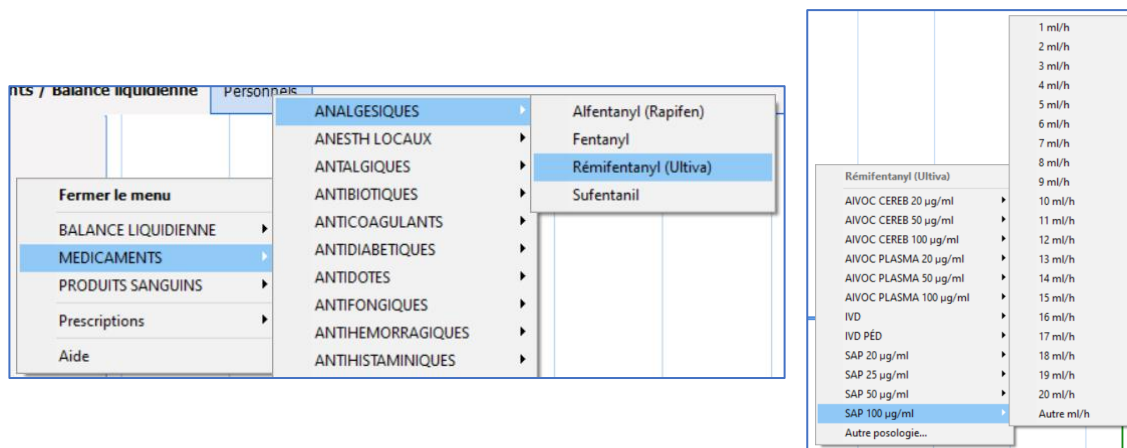 nts / Balance liquidienne
Personnels
Fermer le menu
BALANCE LIQUIDIENNE
MEDICAMENTS
PRODUITS SANGUINS
Prescriptions
Aide
ANALGESIQUES
ANESTH LOCAUX
ANTALGIQUES
ANTIBIOTIQUES
ANTICOAGULANTS
ANTIDIABETIQUES
ANTIDOTES
ANTIFONGIQUES
ANTIHEMORRAGIQUES
ANTIHISTAMINIQUES
Alfentanyl (Rapifen)
Fentanyl
Rémifentanyl (Ultiva)
Sufentanil
Rémifentanyl (Ultiva)
AIVOC CEREB 20 µg/ml
AIVOC CEREB 50 µg/ml
AIVOC CEREB 100 µg/ml
AIVOC PLASMA 20 µg/ml
AIVOC PLASMA 50 µg/ml
AIVOC PLASMA 100 µg/ml
IVD
IVD PÉD
SAP 20 µg/ml
SAP 25 µg/ml
SAP 50 µg/ml
SAP 100 µg/ml
Autre posologie...
1 ml/h
2 ml/h
3 ml/h
4 ml/h
5 ml/h
6 ml/h
7 ml/h
8 ml/h
9 ml/h
10 ml/h
11 ml/h
12 ml/h
13 ml/h
14 ml/h
15 ml/h
16 ml/h
17 ml/h
18 ml/h
19 ml/h
20 ml/h
Autre ml/h